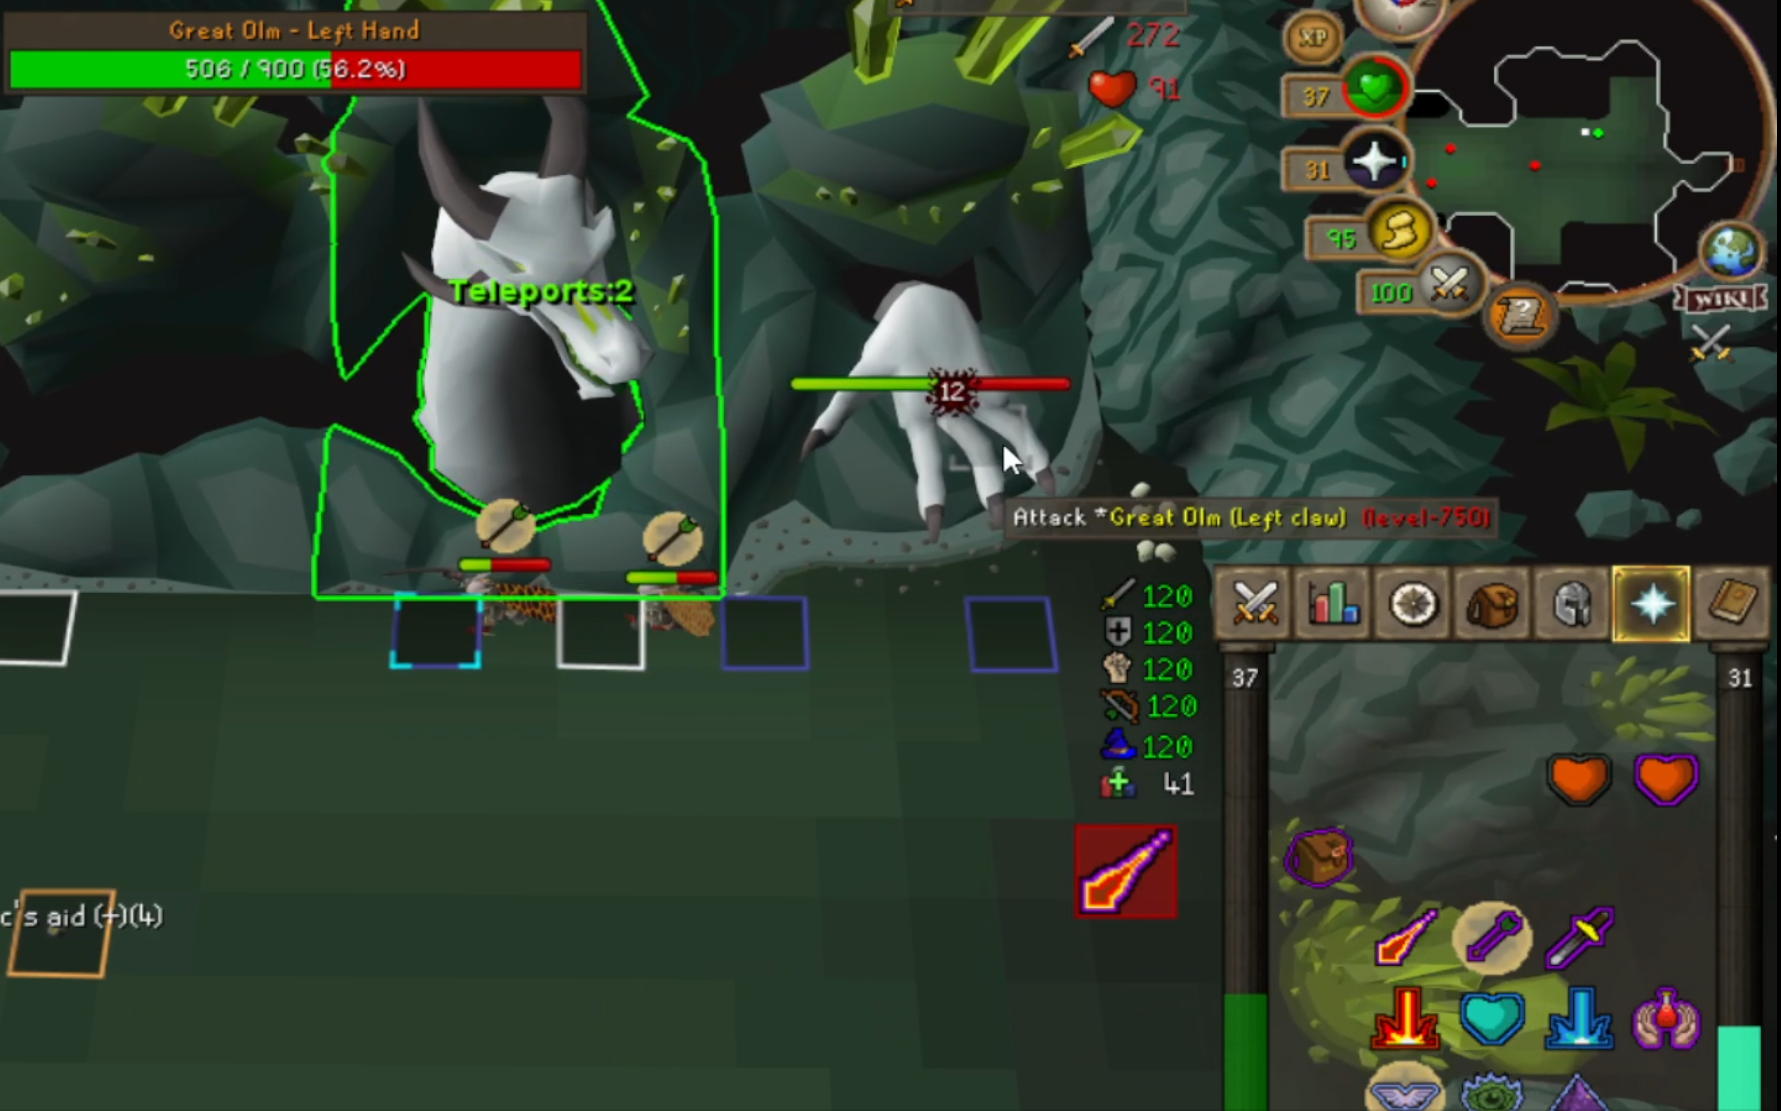 Great Olm - Left Hand
506 / 900 (56.2%)
272
91
XP
37
31
95
100
WIKI
Teleports:2
12
Attack *Great Olm (Left claw) (level-750)
120
120
120
120
120
41
37
31
c's aid (+)(4)